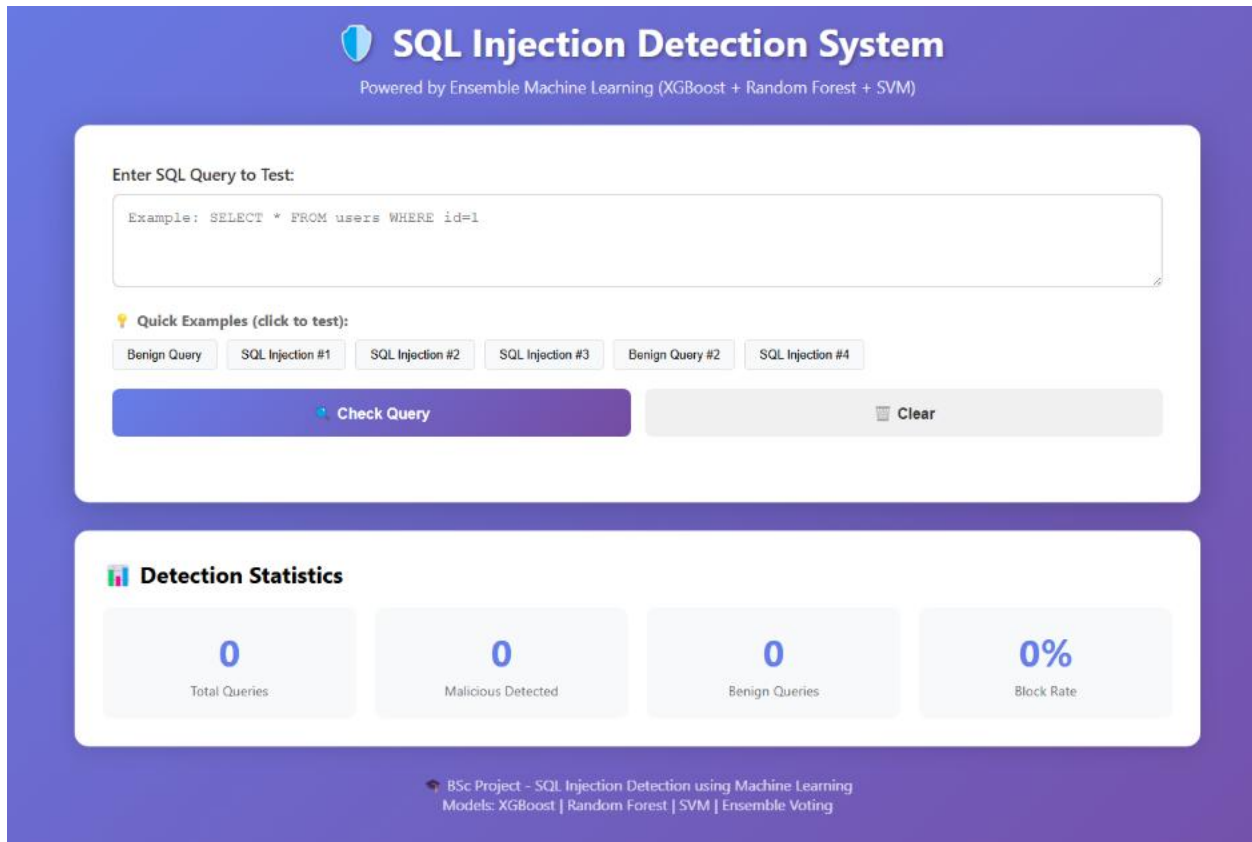 SQL Injection Detection System
Powered by Ensemble Machine Learning (XGBoost + Random Forest + SVM)
Enter SQL Query to Test:
Example: SELECT * FROM users WHERE id=1
Quick Examples (click to test):
Benign Query SQL Injection #1 SQL Injection #2 SQL Injection #3 Benign Query #2 SQL Injection #4
Check Query Clear
Detection Statistics
0 0 0 0%
Total Queries Malicious Detected Benign Queries Block Rate
BSc Project - SQL Injection Detection using Machine Learning
Models: XGBoost | Random Forest | SVM | Ensemble Voting